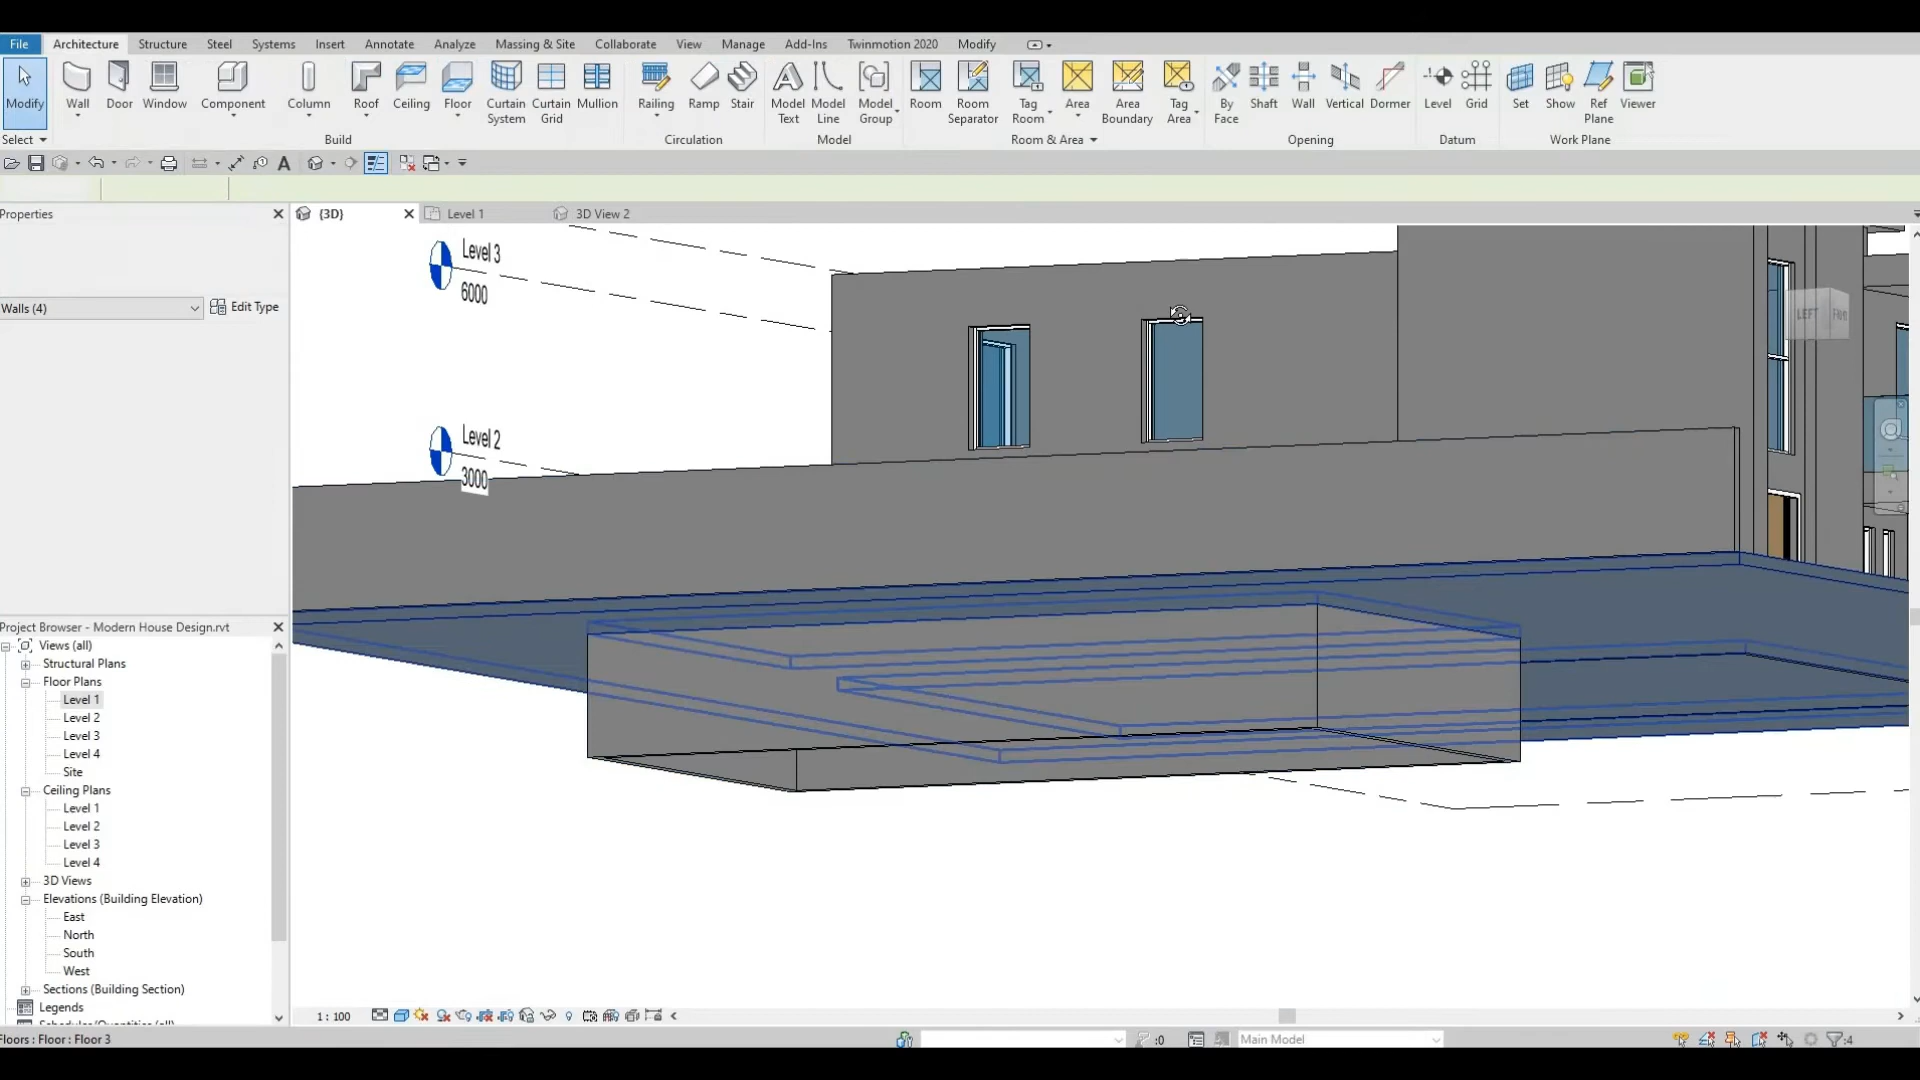 File Architecture Structure Steel Systems Insert Annotate Analyze Massing & Site Collaborate View Manage Add-Ins Twinmotion 2020 Modify
Modify Wall Door Window Component Column Roof Ceiling Floor Curtain System Curtain Grid Mullion Railing Ramp Stair Model Text Model Line Model Group Room Room Separator Tag Room Area Area Boundary Tag Area By Face Shaft Wall Vertical Dormer Level Grid Set Show Ref Plane Viewer
Select Build Circulation Model Room & Area Opening Datum Work Plane
Properties
{3D} Level 1 3D View 2
Walls (4) Edit Type
Level 3
6000
Level 2
3000
LEFT
Project Browser - Modern House Design.rvt
Views (all)
Structural Plans
Floor Plans
Level 1
Level 2
Level 3
Level 4
Site
Ceiling Plans
Level 1
Level 2
Level 3
Level 4
3D Views
Elevations (Building Elevation)
East
North
South
West
Sections (Building Section)
Legends
1 : 100
Floors : Floor : Floor 3
:0
Main Model
:4